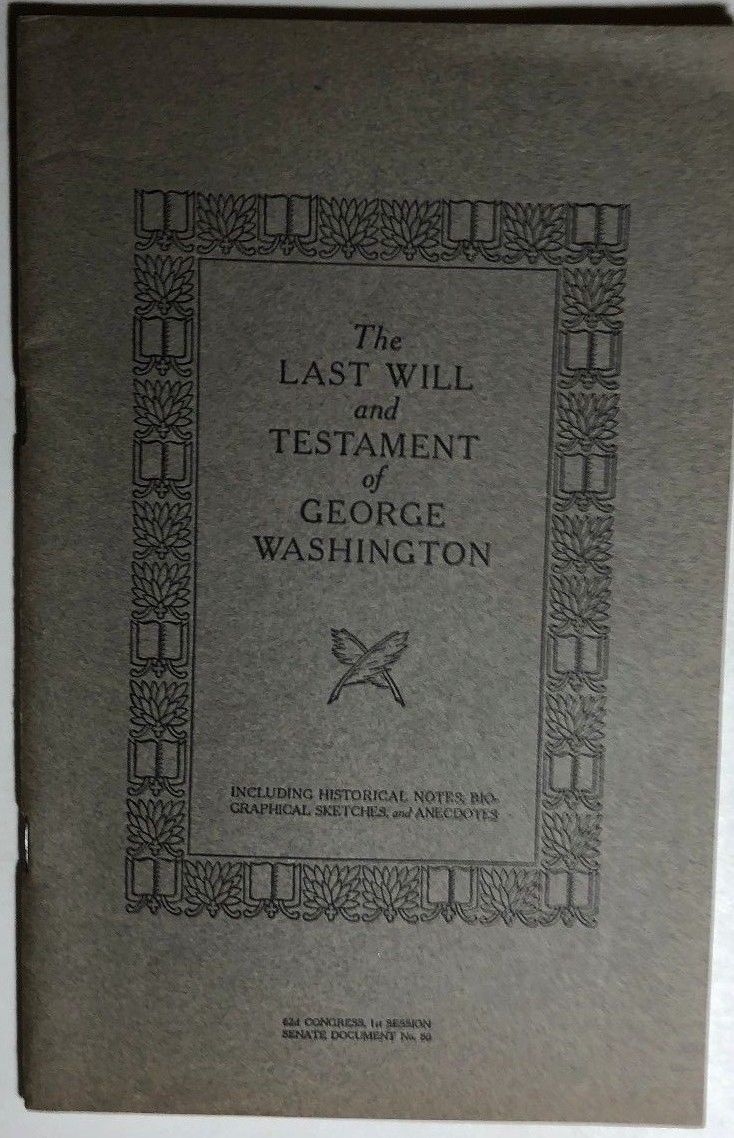 The
LAST WILL
and
TESTAMENT
of
GEORGE
WASHINGTON
INCLUDING HISTORICAL NOTES, BIO-
GRAPHICAL SKETCHES, and ANECDOTES
62d CONGRESS, 1st SESSION
SENATE DOCUMENT No.